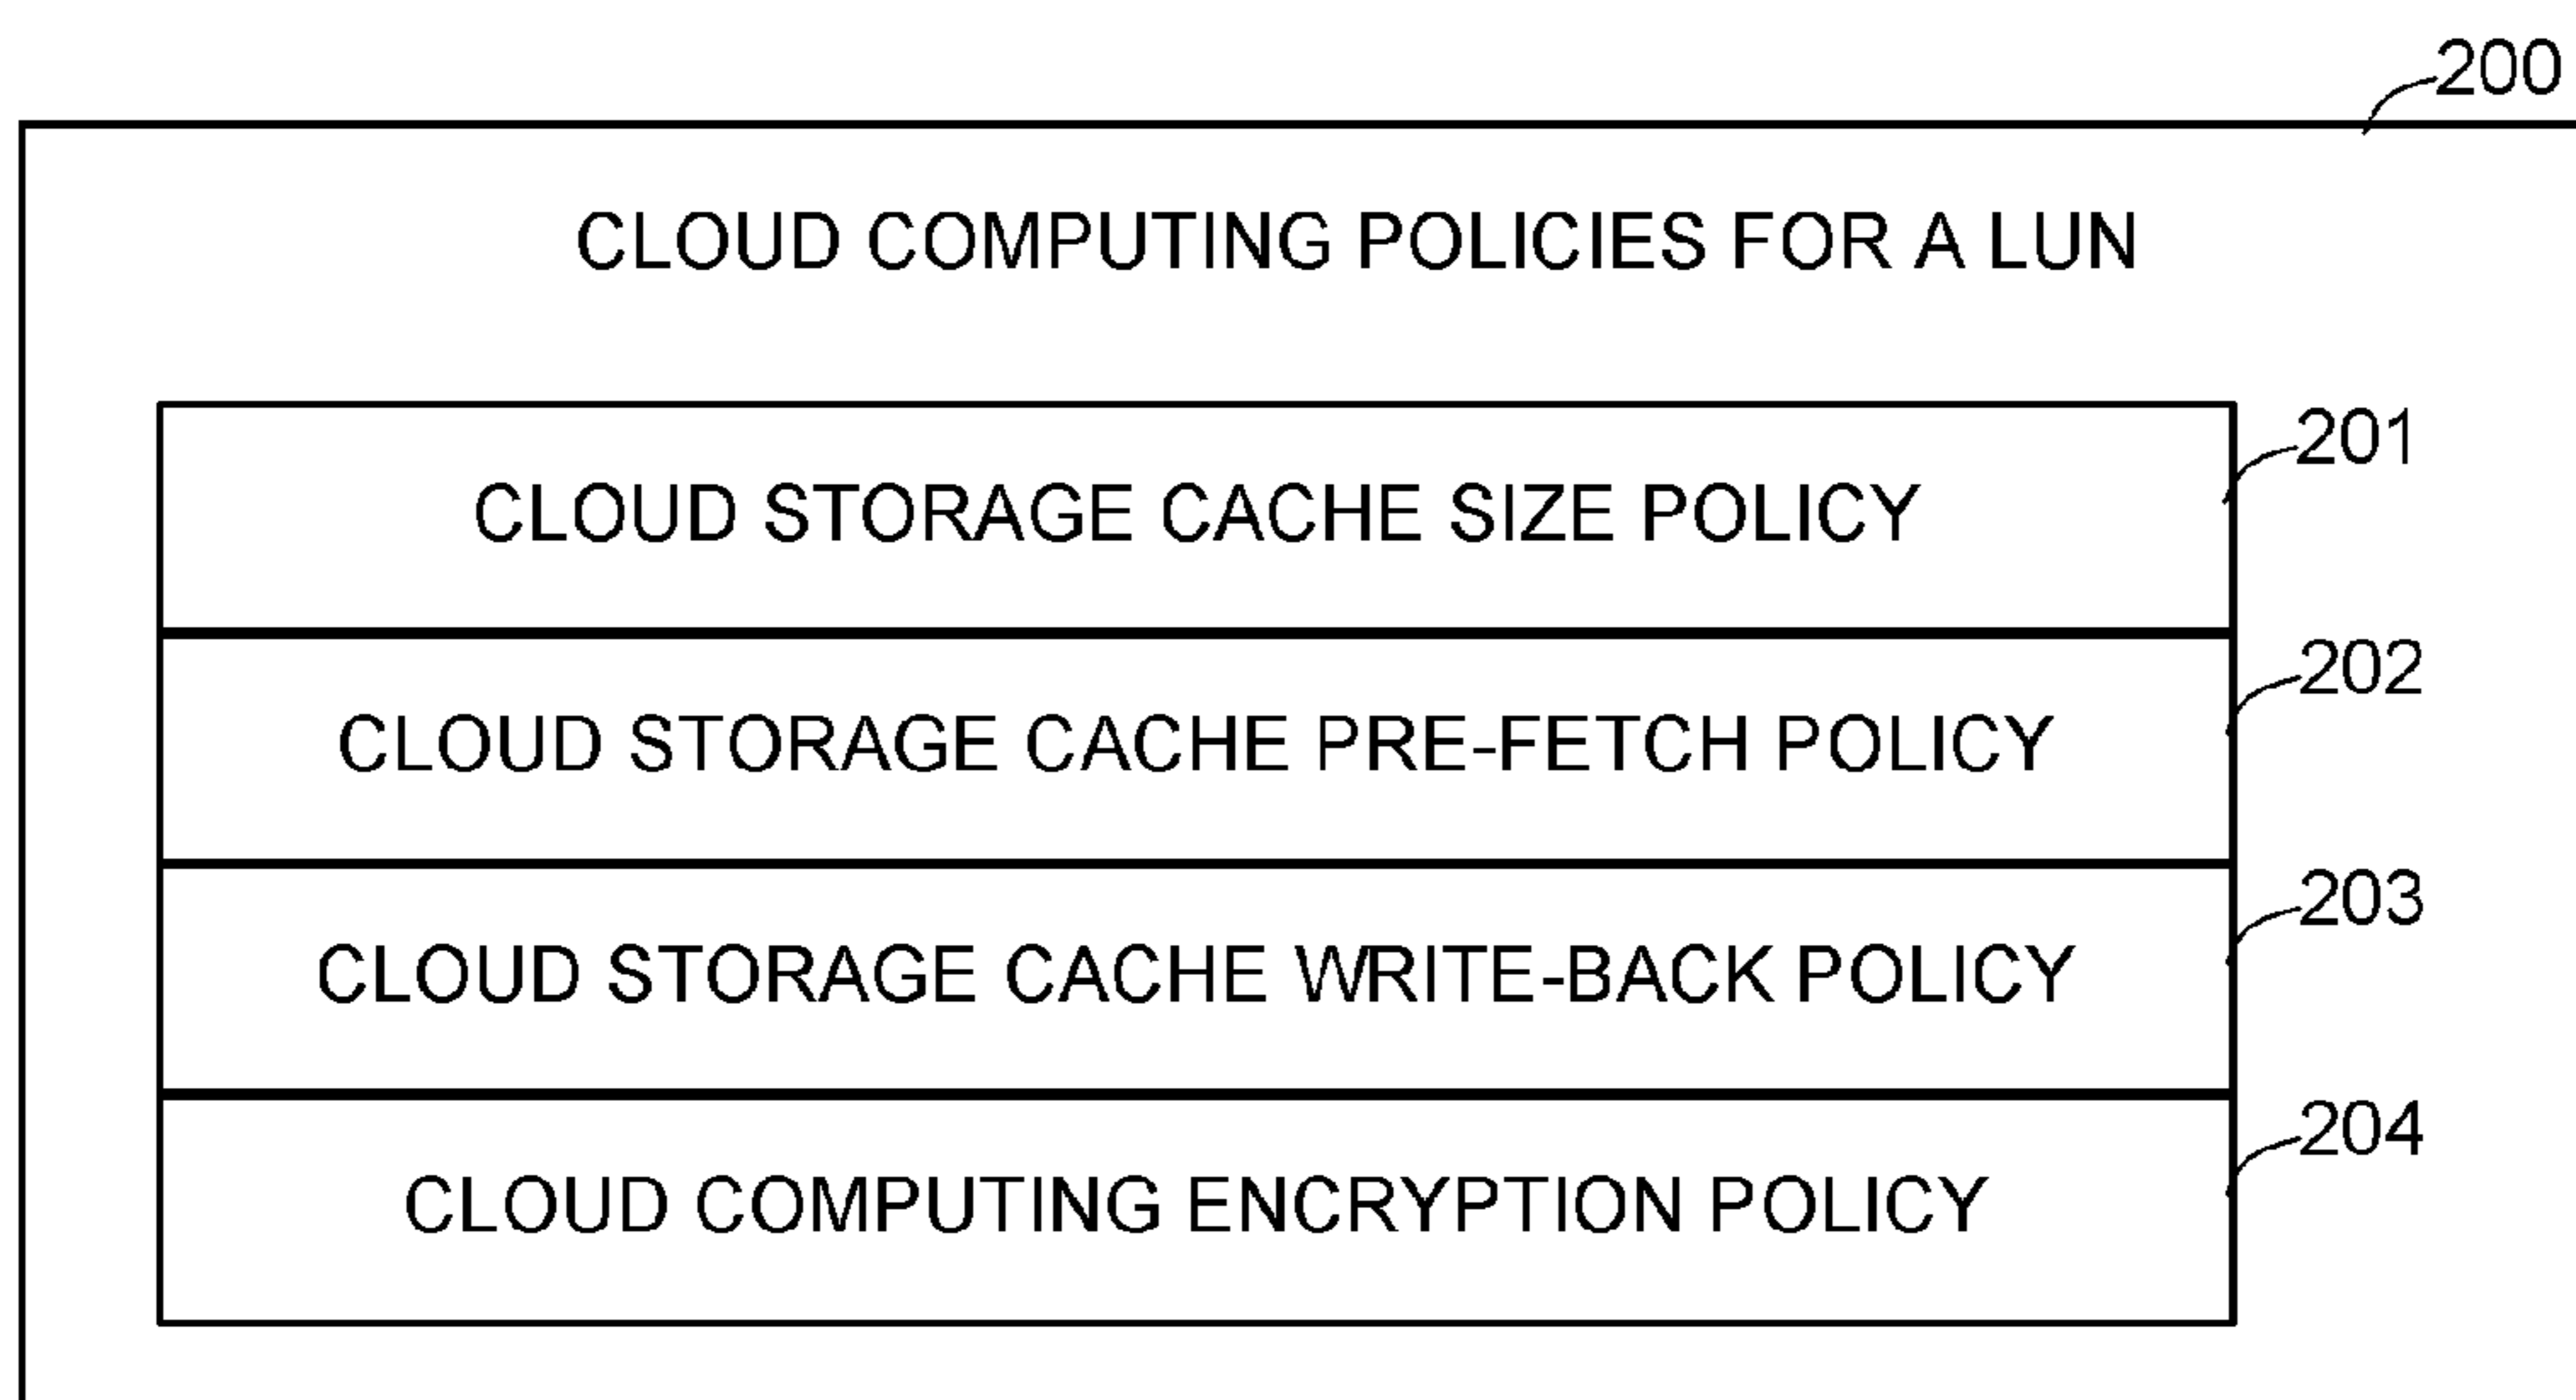 200
CLOUD COMPUTING POLICIES FOR A LUN
201
CLOUD STORAGE CACHE SIZE POLICY
202
CLOUD STORAGE CACHE PRE-FETCH POLICY
203
CLOUD STORAGE CACHE WRITE-BACK POLICY
204
CLOUD COMPUTING ENCRYPTION POLICY